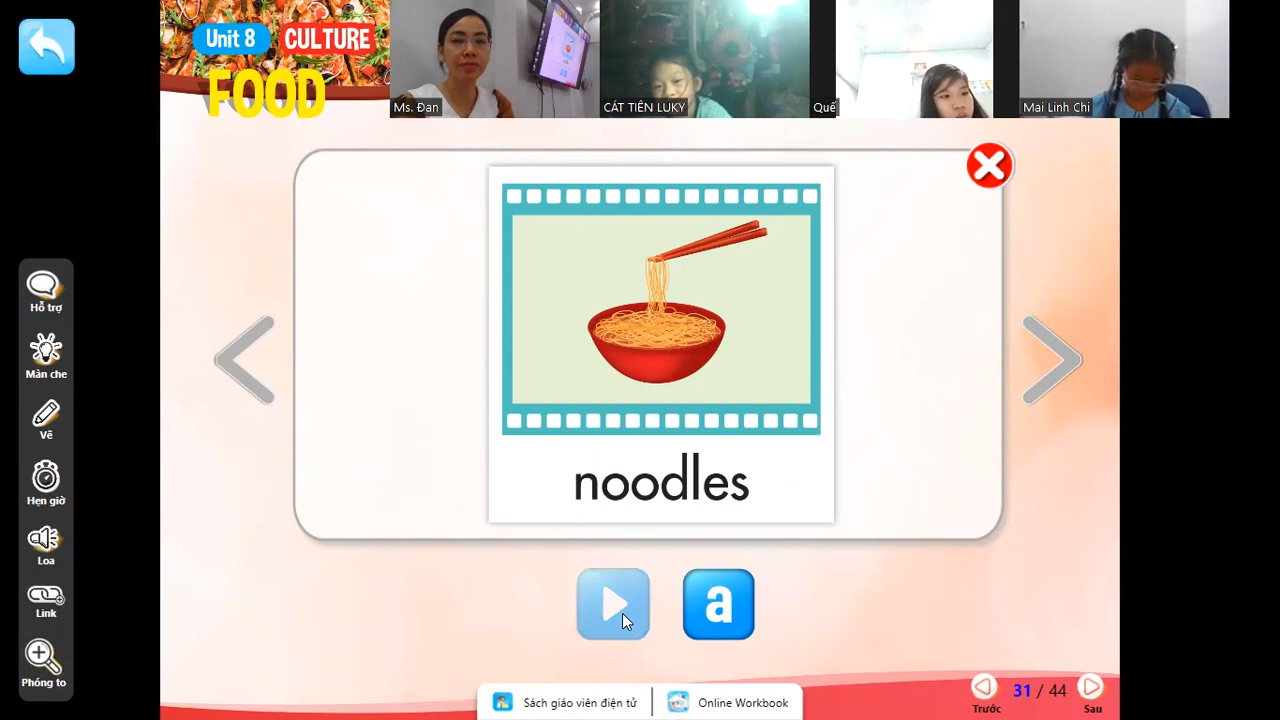 Unit 8 CULTURE
FOOD
Ms. Đan
CÁT TIÊN LUKY
Quế
Mai Linh Chi
Hỗ trợ
Màn che
Vẽ
Hẹn giờ
Loa
Link
Phóng to
noodles
a
Sách giáo viên điện tử
Online Workbook
Trước
31 / 44
Sau